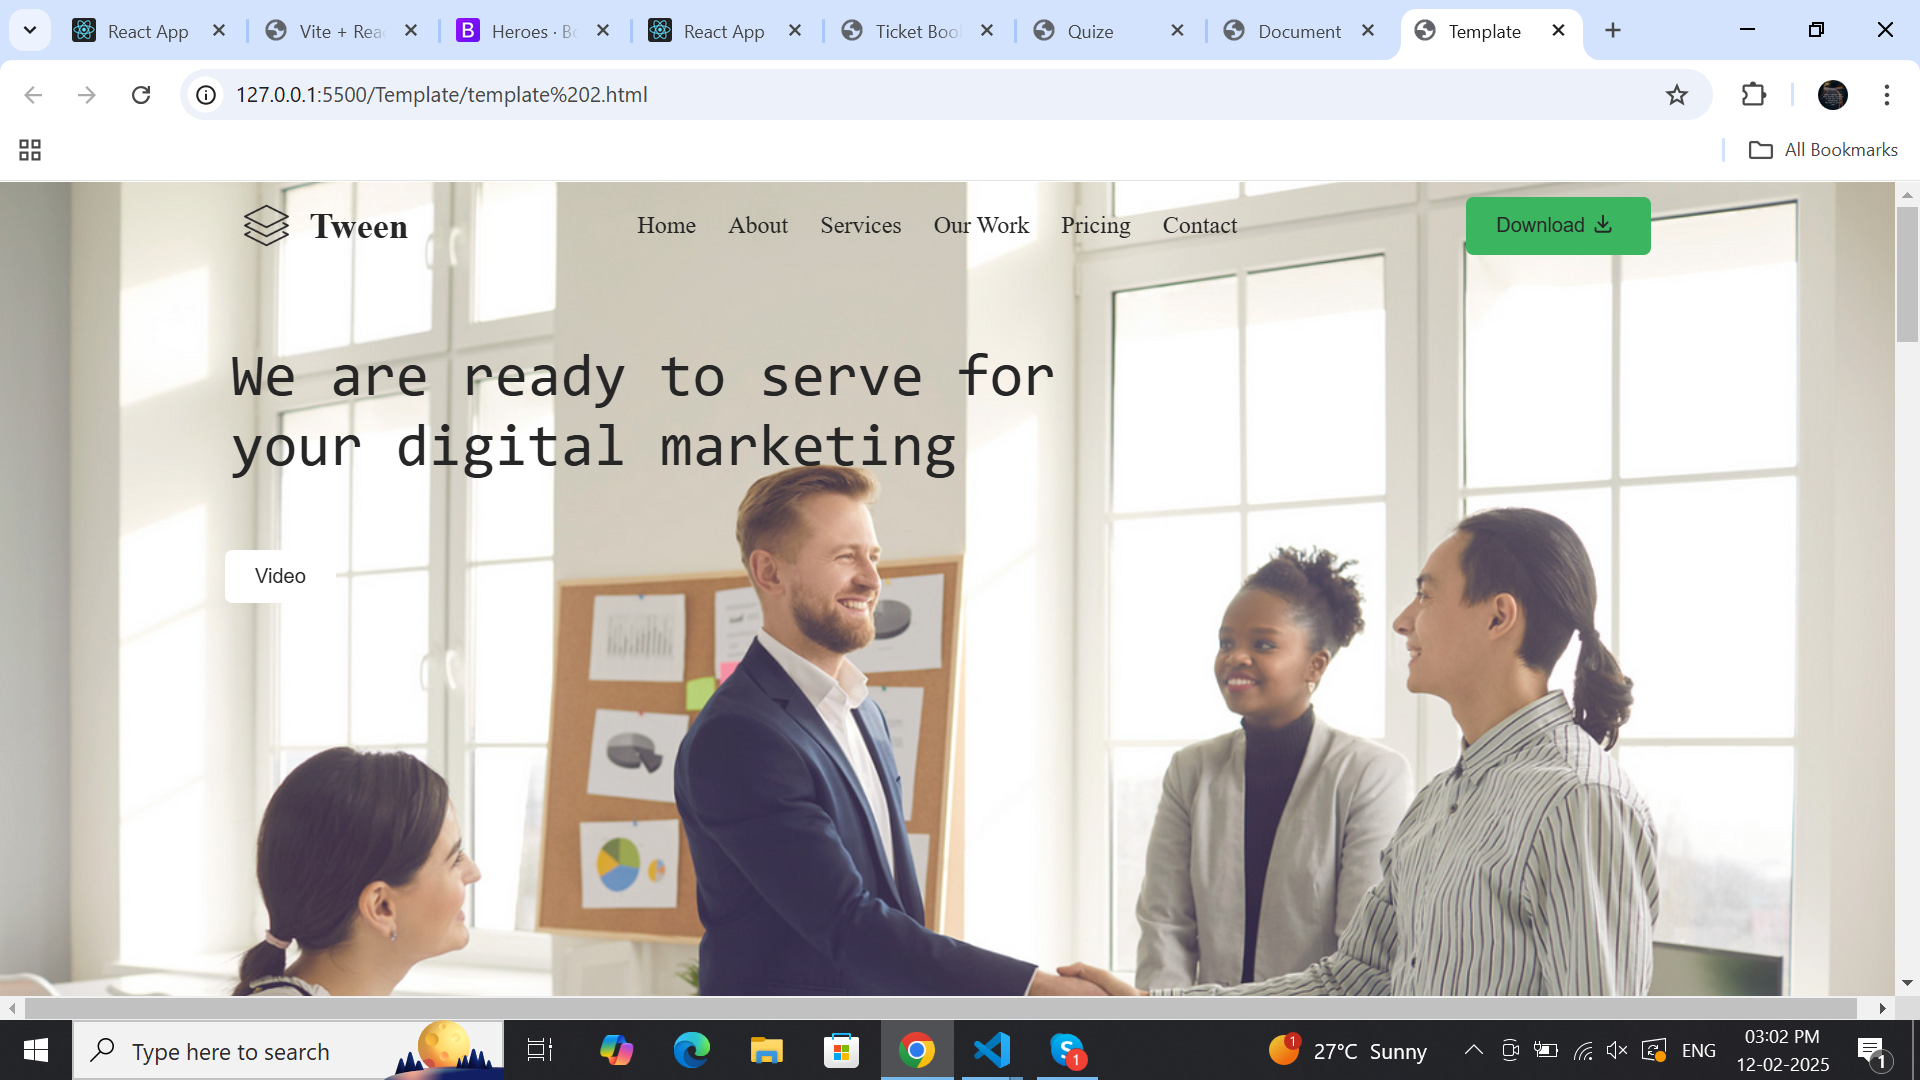 React App
Vite + Rea
Heroes · Bo
React App
Ticket Boo
Quize
Document
Template
127.0.0.1:5500/Template/template%202.html
All Bookmarks
Tween
Home About Services Our Work Pricing Contact
Download
We are ready to serve for
your digital marketing
Video
Type here to search
1
1
27°C Sunny
ENG
03:02 PM
12-02-2025
1